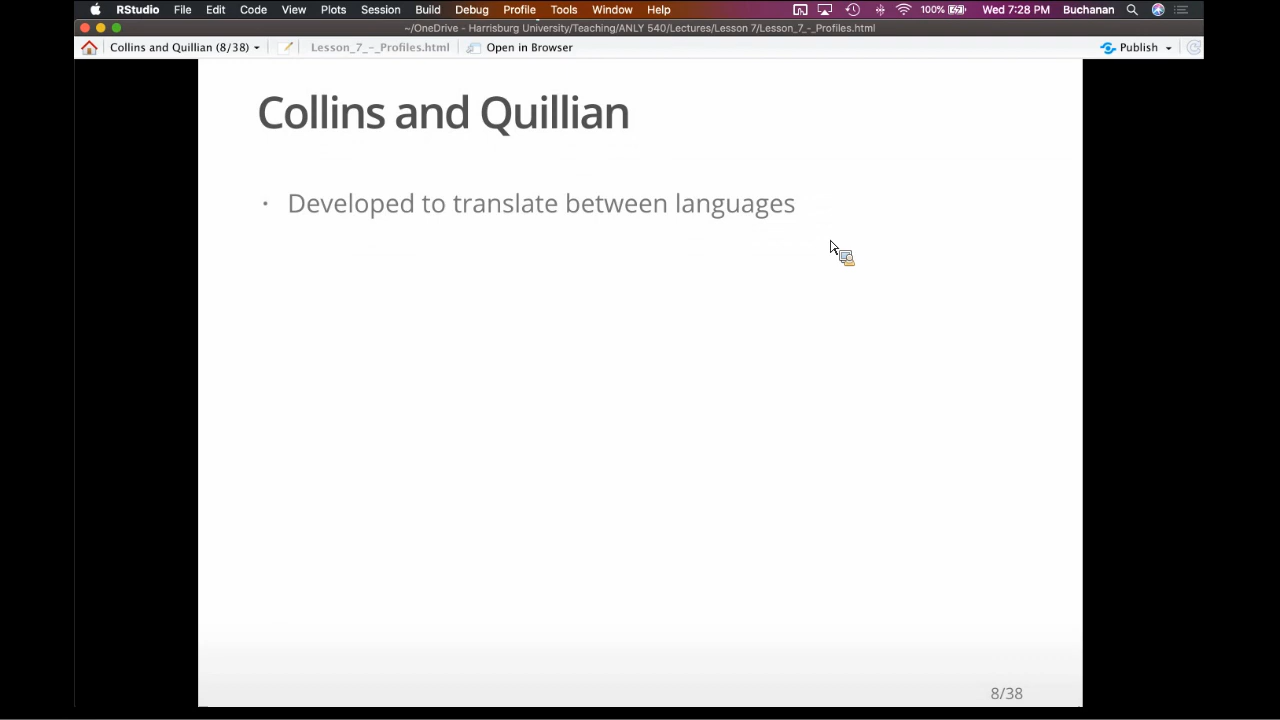 RStudio File Edit Code View Plots Session Build Debug Profile Tools Window Help 100% Wed 7:28 PM Buchanan
~/OneDrive - Harrisburg University/Teaching/ANLY 540/Lectures/Lesson 7/Lesson_7_-_Profiles.html
Collins and Quillian (8/38) Lesson_7_-_Profiles.html Open in Browser Publish
Collins and Quillian
• Developed to translate between languages
8/38